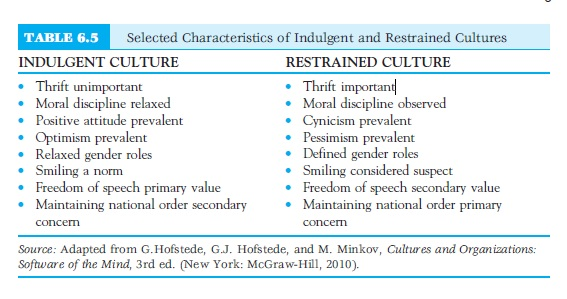 TABLE 6.5 Selected Characteristics of Indulgent and Restrained Cultures
INDULGENT CULTURE RESTRAINED CULTURE
• Thrift unimportant • Thrift important
• Moral discipline relaxed • Moral discipline observed
• Positive attitude prevalent • Cynicism prevalent
• Optimism prevalent • Pessimism prevalent
• Relaxed gender roles • Defined gender roles
• Smiling a norm • Smiling considered suspect
• Freedom of speech primary value • Freedom of speech secondary value
• Maintaining national order secondary • Maintaining national order primary
concern concern
Source: Adapted from G.Hofstede, G.J. Hofstede, and M. Minkov, Cultures and Organizations:
Software of the Mind, 3rd ed. (New York: McGraw-Hill, 2010).